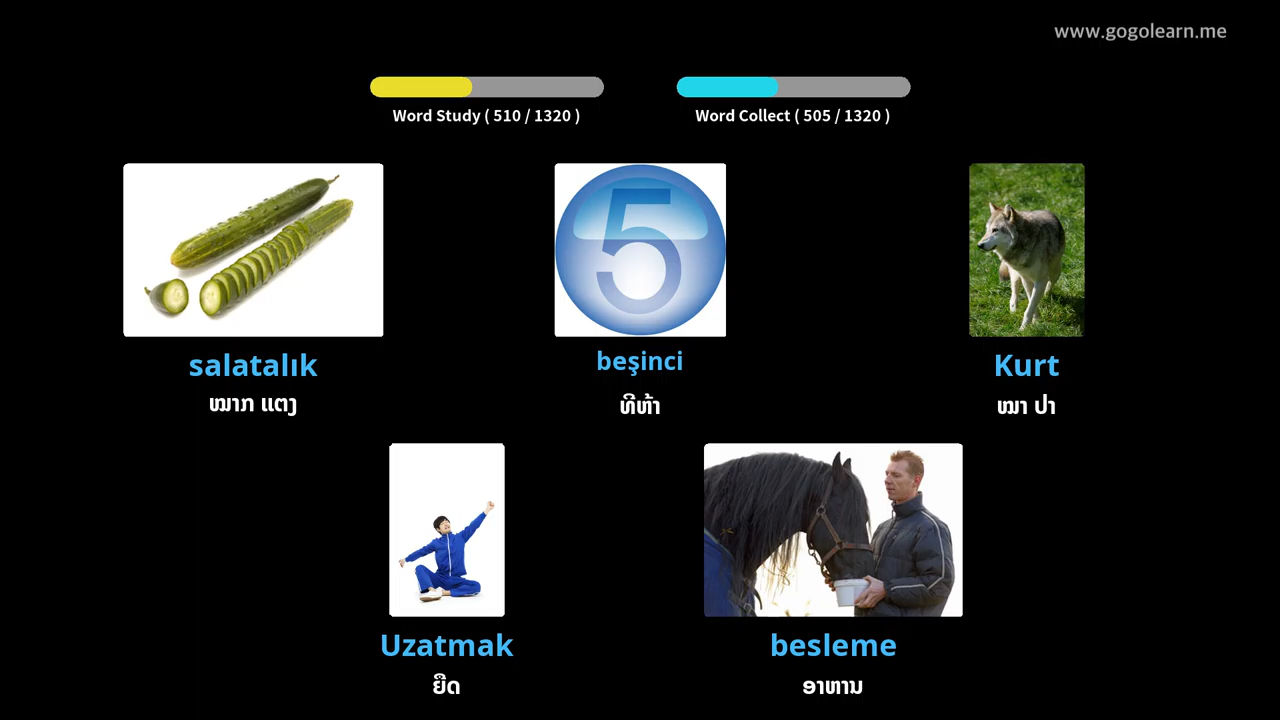 www.gogolearn.me
Word Study ( 510 / 1320 )
Word Collect ( 505 / 1320 )
5
salatalık
ໝາກ ແຕງ
beşinci
ທີຫ້າ
Kurt
ໝາ ປາ
Uzatmak
ຍືດ
besleme
ອາຫານ